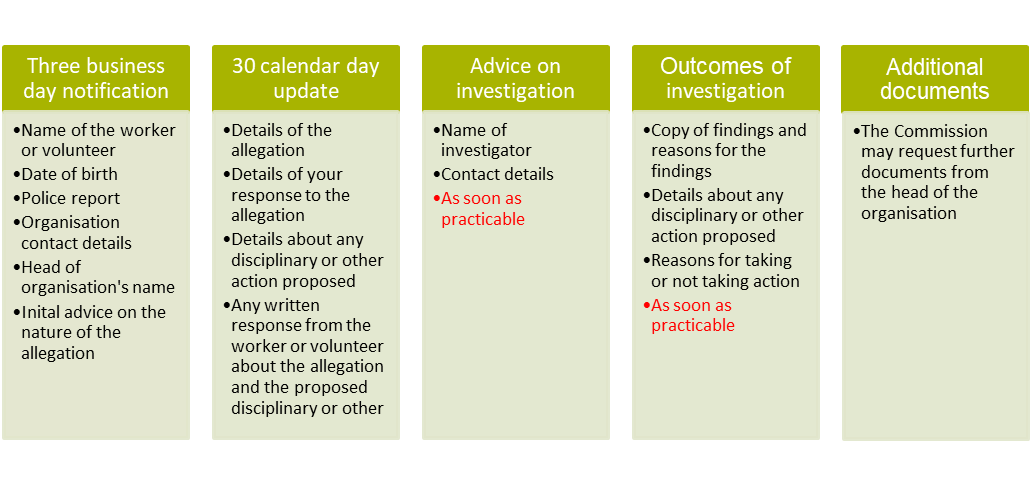 Three business
day notification
•Name of the worker
or volunteer
•Date of birth
•Police report
•Organisation
contact details
•Head of
organisation's name
•Inital advice on the
nature of the
allegation
30 calendar day
update
•Details of the
allegation
•Details of your
response to the
allegation
•Details about any
disciplinary or other
action proposed
•Any written
response from the
worker or volunteer
about the allegation
and the proposed
disciplinary or other
Advice on
investigation
•Name of
investigator
•Contact details
•As soon as
practicable
Outcomes of
investigation
•Copy of findings and
reasons for the
findings
•Details about any
disciplinary or other
action proposed
•Reasons for taking
or not taking action
•As soon as
practicable
Additional
documents
•The Commission
may request further
documents from
the head of the
organisation